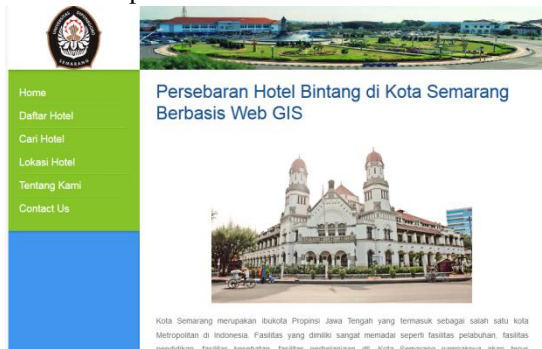 Home
Daftar Hotel
Cari Hotel
Lokasi Hotel
Tentang Kami
Contact Us
Persebaran Hotel Bintang di Kota Semarang
Berbasis Web GIS
Kota Semarang merupakan ibukota Propinsi Jawa Tengah yang termasuk sebagai salah satu kota
Metropolitan di Indonesia. Fasilitas yang dimiliki sangat memadai seperti fasilitas pelabuhan, fasilitas